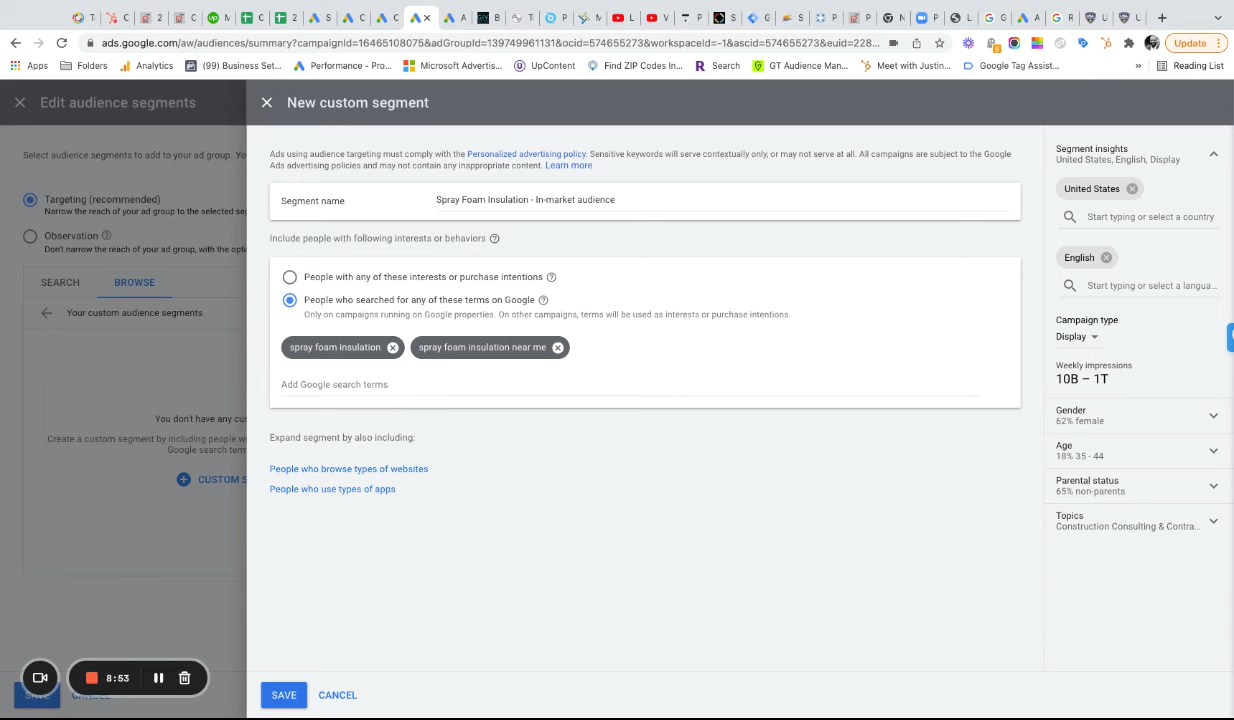 ads.google.com/aw/audiences/summary?campaignId=16465108075&adGroupId=139749961131&ocid=574655273&workspaceId=-1&ascid=574655273&euid=228...
Update
Apps
Folders
Analytics
(99) Business Set...
Performance - Pro...
Microsoft Advertis...
UpContent
Find ZIP Codes In...
Search
GT Audience Man...
Meet with Justin...
Google Tag Assist...
»
Reading List
Edit audience segments
New custom segment
Select audience segments to add to your ad group. Yo
Targeting (recommended)
Narrow the reach of your ad group to the selected se
Observation
Don't narrow the reach of your ad group, with the opti
SEARCH
BROWSE
Your custom audience segments
You don't have any cus
Create a custom segment by including people w
Google search term
CUSTOM S
8:53
SAVE
CANCEL
Ads using audience targeting must comply with the Personalized advertising policy. Sensitive keywords will serve contextually only, or may not serve at all. All campaigns are subject to the Google
Ads advertising policies and may not contain any inappropriate content. Learn more
Segment name
Spray Foam Insulation - In-market audience
Include people with following interests or behaviors
People with any of these interests or purchase intentions
People who searched for any of these terms on Google
Only on campaigns running on Google properties. On other campaigns, terms will be used as interests or purchase intentions.
spray foam insulation
spray foam insulation near me
Add Google search terms
Expand segment by also including:
People who browse types of websites
People who use types of apps
SAVE
CANCEL
Segment insights
United States, English, Display
United States
Start typing or select a country
English
Start typing or select a langua...
Campaign type
Display
Weekly impressions
10B – 1T
Gender
62% female
Age
18% 35 - 44
Parental status
65% non-parents
Topics
Construction Consulting & Contra...